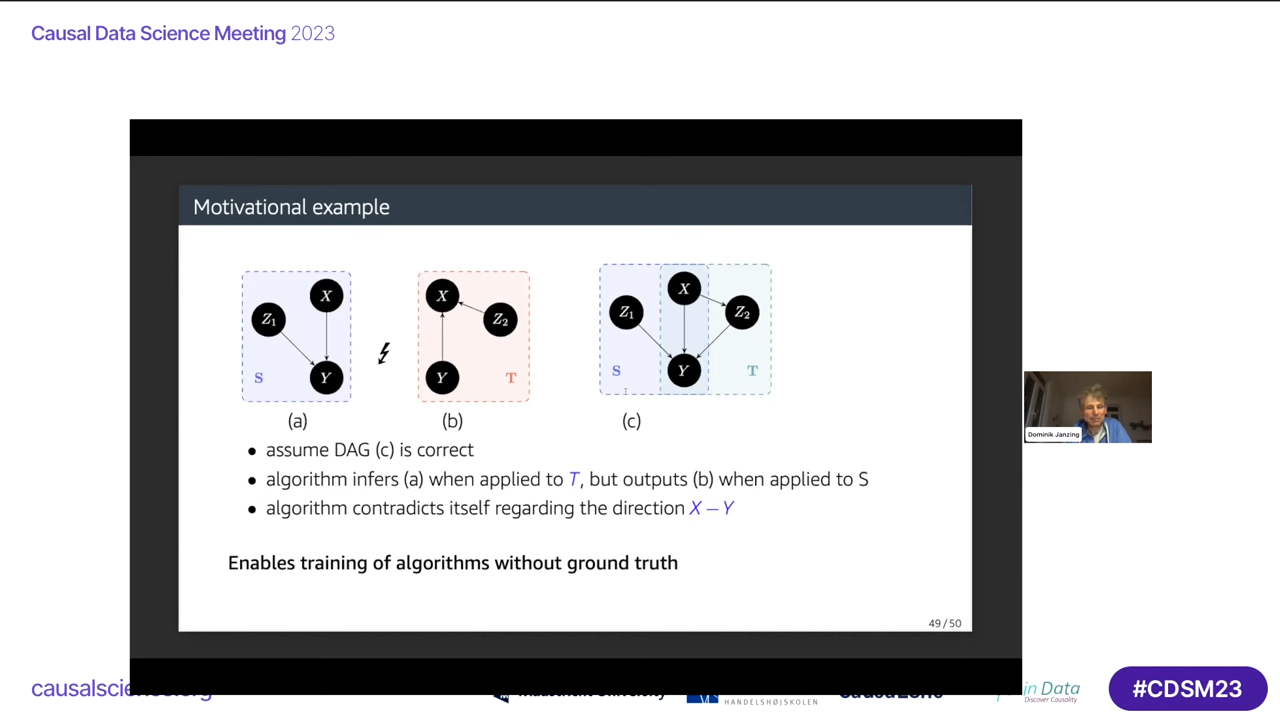 Causal Data Science Meeting 2023
Motivational example
X
Z1
Y
S
(a)
X
Z2
Y
T
(b)
X
Z1
Z2
Y
S
T
(c)
• assume DAG (c) is correct
• algorithm infers (a) when applied to T, but outputs (b) when applied to S
• algorithm contradicts itself regarding the direction X – Y
Enables training of algorithms without ground truth
49 / 50
Dominik Janzing
HANDELSHØJSKOLEN
in Data
Discover Causality
#CDSM23